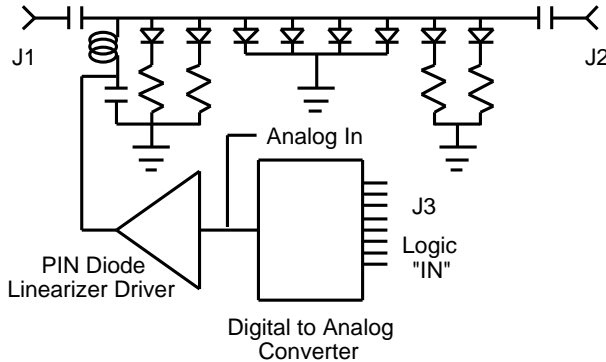 J1
J2
Analog In
J3
Logic
"IN"
PIN Diode
Linearizer Driver
Digital to Analog
Converter